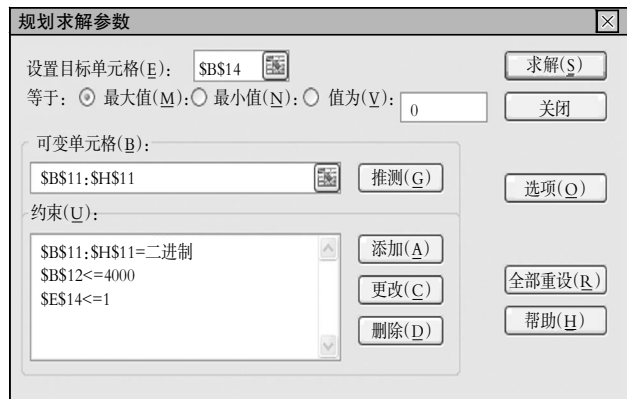 规划求解参数
设置目标单元格(E): $B$14 求解(S)
等于: 最大值(M): 最小值(N): 值为(V): 0 关闭
可变单元格(B):
$B$11:$H$11 推测(G) 选项(O)
约束(U):
$B$11:$H$11=二进制 添加(A)
$B$12<=4000 更改(C) 全部重设(R)
$E$14<=1 删除(D) 帮助(H)